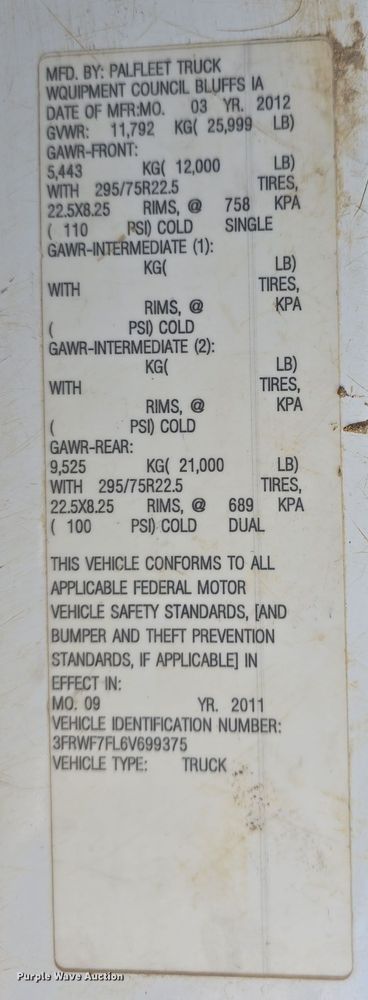 MFD. BY: PALFLEET TRUCK
WQUIPMENT COUNCIL BLUFFS IA
DATE OF MFR:MO. 03 YR. 2012
GVWR: 11,792 KG( 25,999 LB)
GAWR-FRONT:
5,443 KG( 12,000 LB)
WITH 295/75R22.5 TIRES,
22.5X8.25 RIMS, @ 758 KPA
( 110 PSI) COLD SINGLE
GAWR-INTERMEDIATE (1):
KG( LB)
WITH TIRES,
RIMS, @ KPA
( PSI) COLD
GAWR-INTERMEDIATE (2):
KG( LB)
WITH TIRES,
RIMS, @ KPA
( PSI) COLD
GAWR-REAR:
9,525 KG( 21,000 LB)
WITH 295/75R22.5 TIRES,
22.5X8.25 RIMS, @ 689 KPA
( 100 PSI) COLD DUAL
THIS VEHICLE CONFORMS TO ALL
APPLICABLE FEDERAL MOTOR
VEHICLE SAFETY STANDARDS, [AND
BUMPER AND THEFT PREVENTION
STANDARDS, IF APPLICABLE] IN
EFFECT IN:
MO. 09 YR. 2011
VEHICLE IDENTIFICATION NUMBER:
3FRWF7FL6V699375
VEHICLE TYPE: TRUCK
Purple Wave Auction